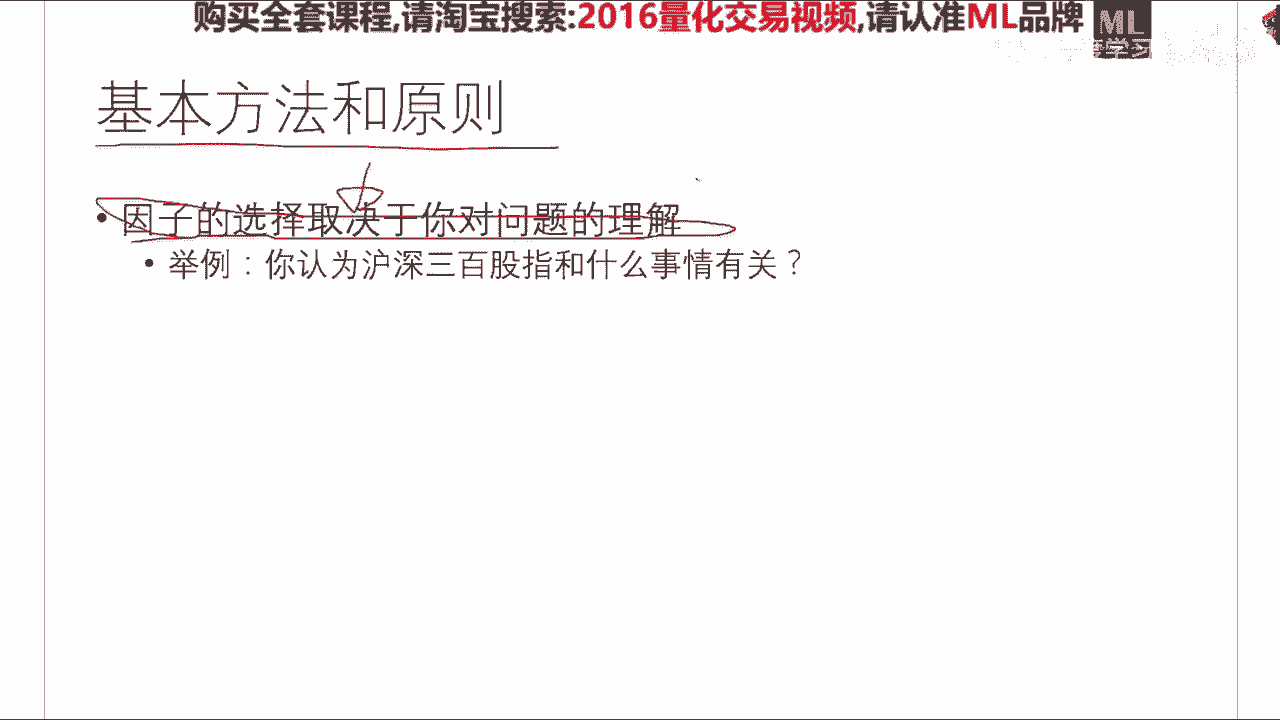 购买全套课程,请淘宝搜索:2016量化交易视频,请认准ML品牌
ML
学习
基本方法和原则
• 因子的选择取决于你对问题的理解
• 举例：你认为沪深三百股指和什么事情有关？